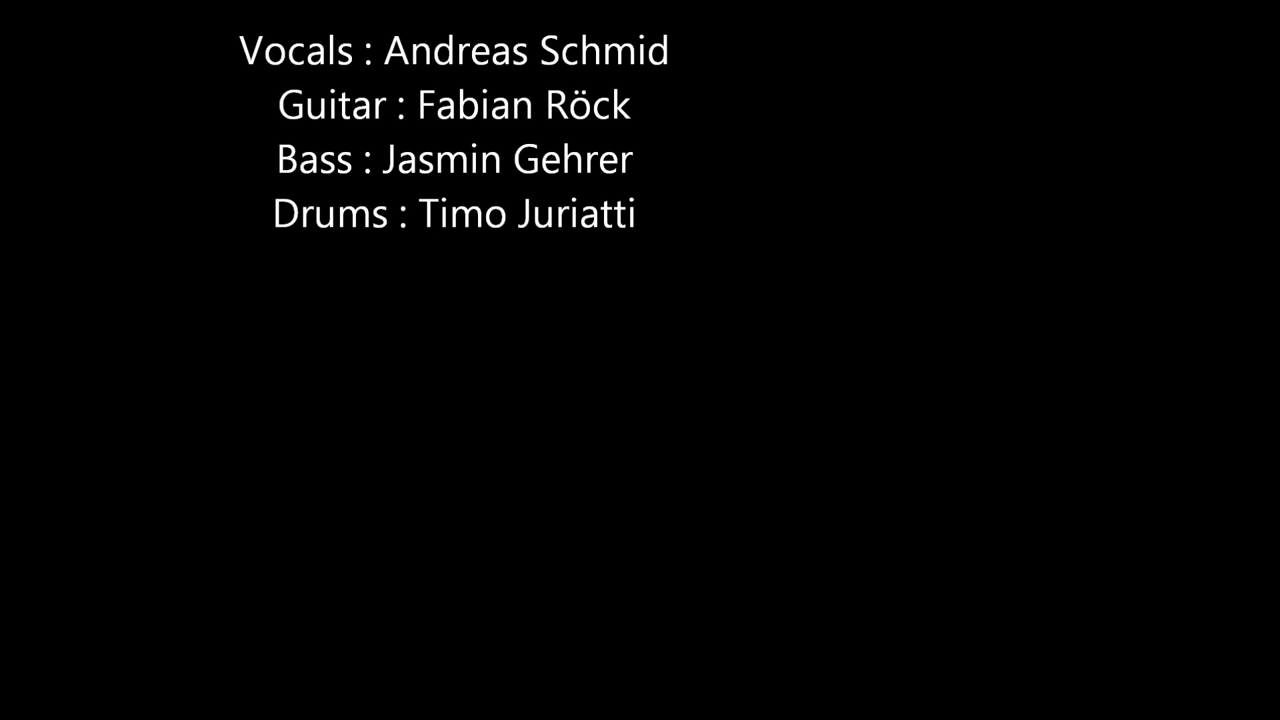 Vocals : Andreas Schmid
Guitar : Fabian Röck
Bass : Jasmin Gehrer
Drums : Timo Juriatti